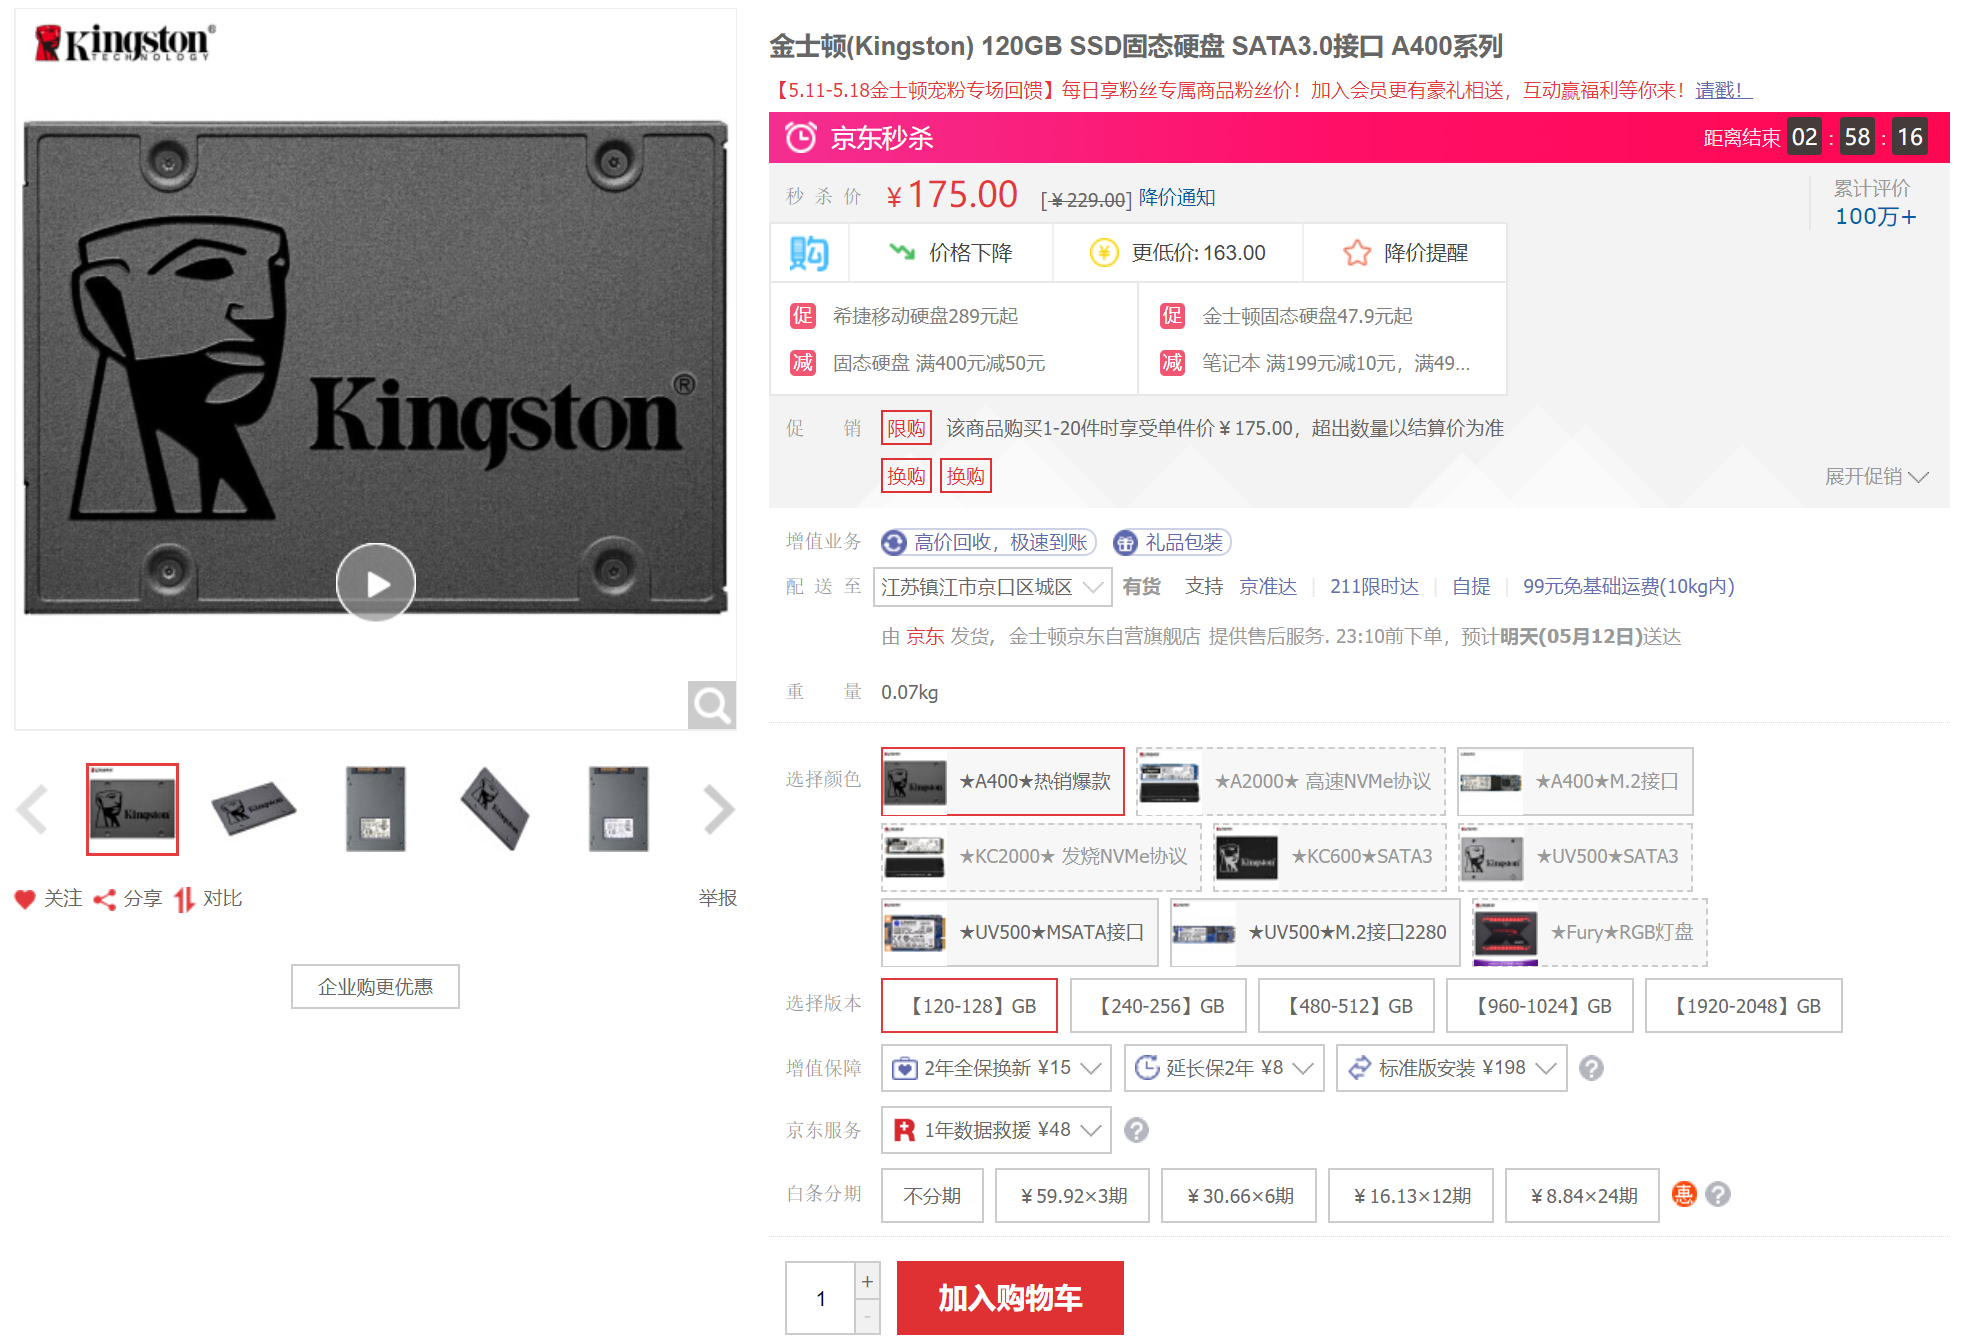 Kingston®
TECHNOLOGY
Kingston®
金士顿(Kingston) 120GB SSD固态硬盘 SATA3.0接口 A400系列
【5.11-5.18金士顿宠粉专场回馈】每日享粉丝专属商品粉丝价！加入会员更有豪礼相送，互动赢福利等你来！请戳！
京东秒杀 距离结束 02 : 58 : 16
秒杀价 ¥175.00 [¥229.00] 降价通知
累计评价
100万+
购 价格下降 更低价: 163.00 降价提醒
促 希捷移动硬盘289元起 促 金士顿固态硬盘47.9元起
减 固态硬盘 满400元减50元 减 笔记本 满199元减10元，满49...
促销 限购 该商品购买1-20件时享受单件价¥175.00，超出数量以结算价为准
换购 换购 展开促销
增值业务 高价回收，极速到账 礼品包装
配送至 江苏镇江市京口区城区 有货 支持 京准达 211限时达 自提 99元免基础运费(10kg内)
由 京东 发货，金士顿京东自营旗舰店 提供售后服务. 23:10前下单，预计明天(05月12日)送达
重量 0.07kg
选择颜色 ★A400★热销爆款 ★A2000★ 高速NVMe协议 ★A400★M.2接口
★KC2000★ 发烧NVMe协议 ★KC600★SATA3 ★UV500★SATA3
★UV500★MSATA接口 ★UV500★M.2接口2280 ★Fury★RGB灯盘
选择版本 【120-128】GB 【240-256】GB 【480-512】GB 【960-1024】GB 【1920-2048】GB
增值保障 2年全保换新 ¥15 延长保2年 ¥8 标准版安装 ¥198 ?
京东服务 1年数据救援 ¥48 ?
白条分期 不分期 ¥59.92×3期 ¥30.66×6期 ¥16.13×12期 ¥8.84×24期 惠 ?
1 + - 加入购物车
关注 分享 对比 举报
企业购更优惠